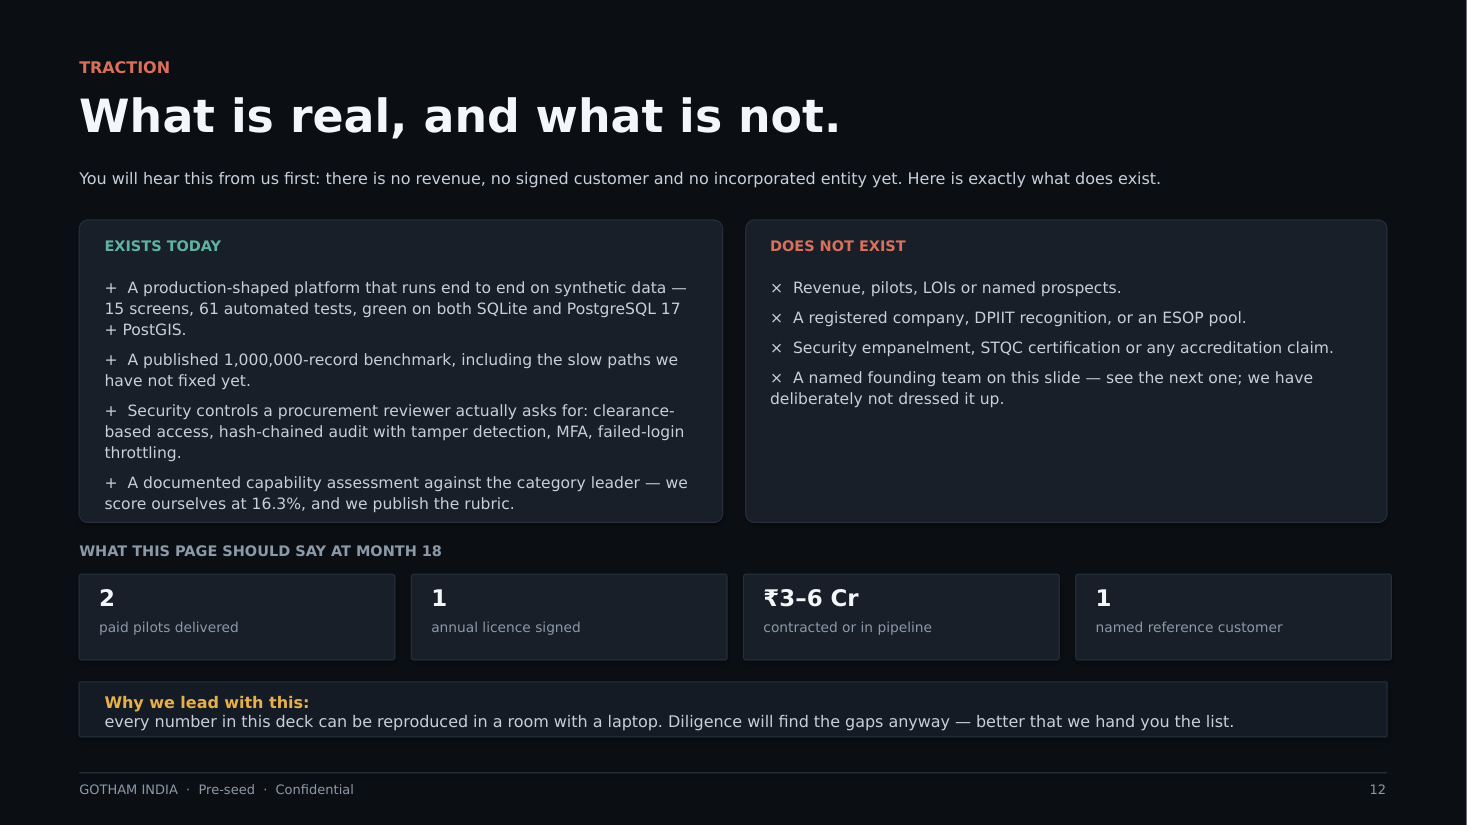 TRACTION
What is real, and what is not.
You will hear this from us first: there is no revenue, no signed customer and no incorporated entity yet. Here is exactly what does exist.
EXISTS TODAY
+ A production-shaped platform that runs end to end on synthetic data —
15 screens, 61 automated tests, green on both SQLite and PostgreSQL 17
+ PostGIS.
+ A published 1,000,000-record benchmark, including the slow paths we
have not fixed yet.
+ Security controls a procurement reviewer actually asks for: clearance-
based access, hash-chained audit with tamper detection, MFA, failed-login
throttling.
+ A documented capability assessment against the category leader — we
score ourselves at 16.3%, and we publish the rubric.
DOES NOT EXIST
× Revenue, pilots, LOIs or named prospects.
× A registered company, DPIIT recognition, or an ESOP pool.
× Security empanelment, STQC certification or any accreditation claim.
× A named founding team on this slide — see the next one; we have
deliberately not dressed it up.
WHAT THIS PAGE SHOULD SAY AT MONTH 18
2
paid pilots delivered
1
annual licence signed
₹3–6 Cr
contracted or in pipeline
1
named reference customer
Why we lead with this:
every number in this deck can be reproduced in a room with a laptop. Diligence will find the gaps anyway — better that we hand you the list.
GOTHAM INDIA · Pre-seed · Confidential
12